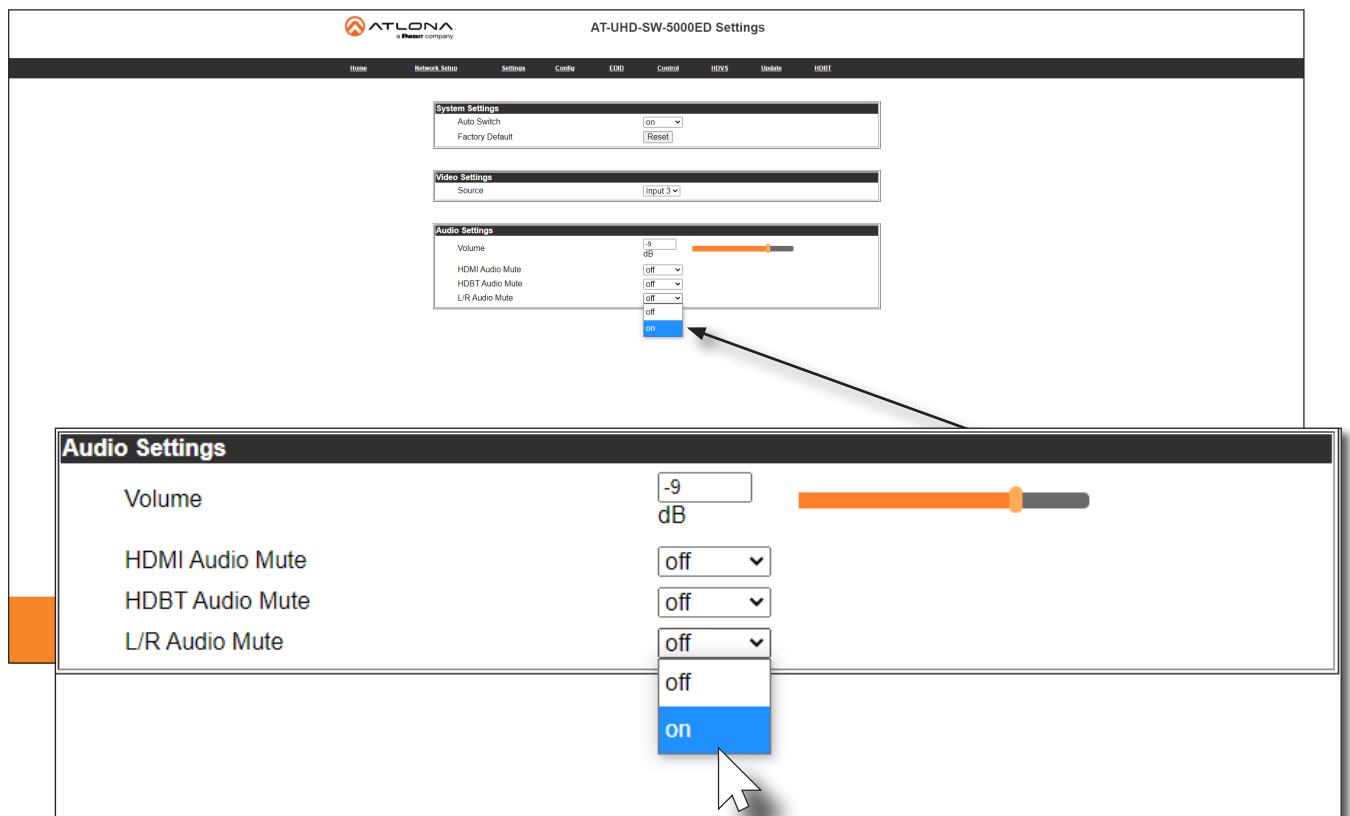 ATLONA
a PANDUIT company
AT-UHD-SW-5000ED Settings
Home Network Setup Settings Config EDID Control HDVS Update HDBT
System Settings
Auto Switch on
Factory Default Reset
Video Settings
Source Input 3
Audio Settings
Volume -9
dB
HDMI Audio Mute off
HDBT Audio Mute off
L/R Audio Mute off
off
on
Audio Settings
Volume -9
dB
HDMI Audio Mute off
HDBT Audio Mute off
L/R Audio Mute off
off
on